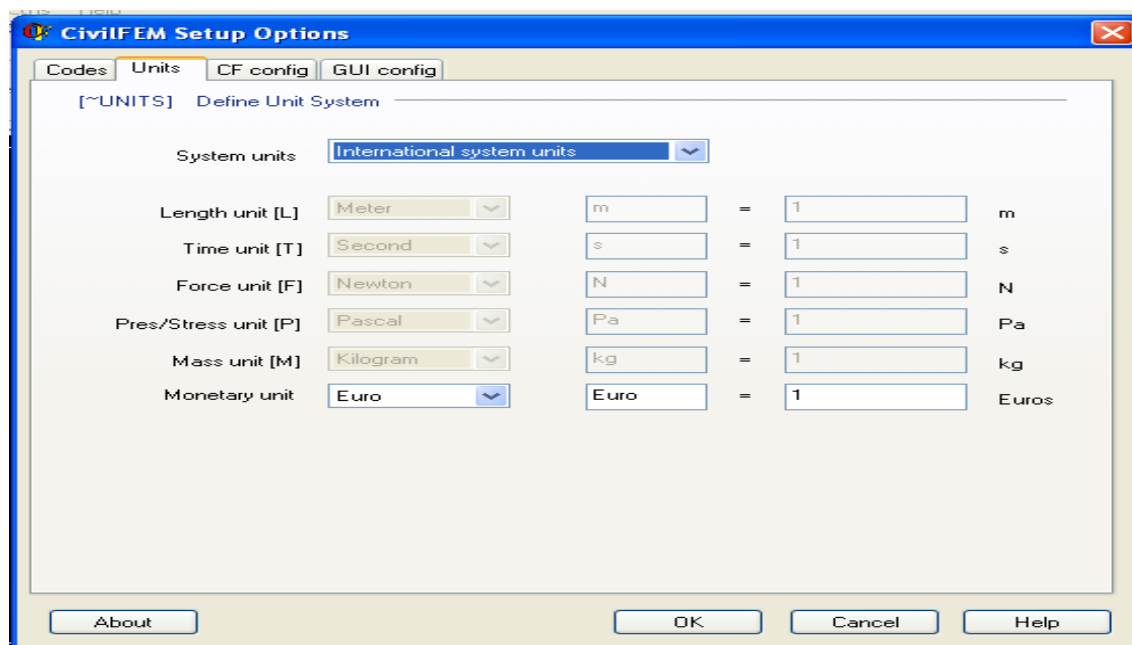 CivilFEM Setup Options
Codes Units CF config GUI config
[~UNITS] Define Unit System
System units International system units
Length unit [L] Meter m = 1 m
Time unit [T] Second s = 1 s
Force unit [F] Newton N = 1 N
Pres/Stress unit [P] Pascal Pa = 1 Pa
Mass unit [M] Kilogram kg = 1 kg
Monetary unit Euro Euro = 1 Euros
About OK Cancel Help